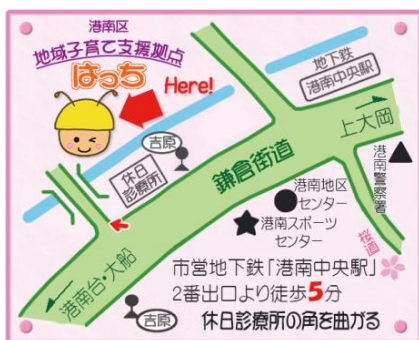 港南区
地域子育て支援拠点
はっち
Here!
地下鉄
港南中央駅
上大岡
吉原
休日
診療所
鎌倉街道
港南警察署
港南地区
センター
港南スポーツ
センター
桜道
港南台・大船
吉原
市営地下鉄「港南中央駅」
2番出口より徒歩5分
休日診療所の角を曲がる